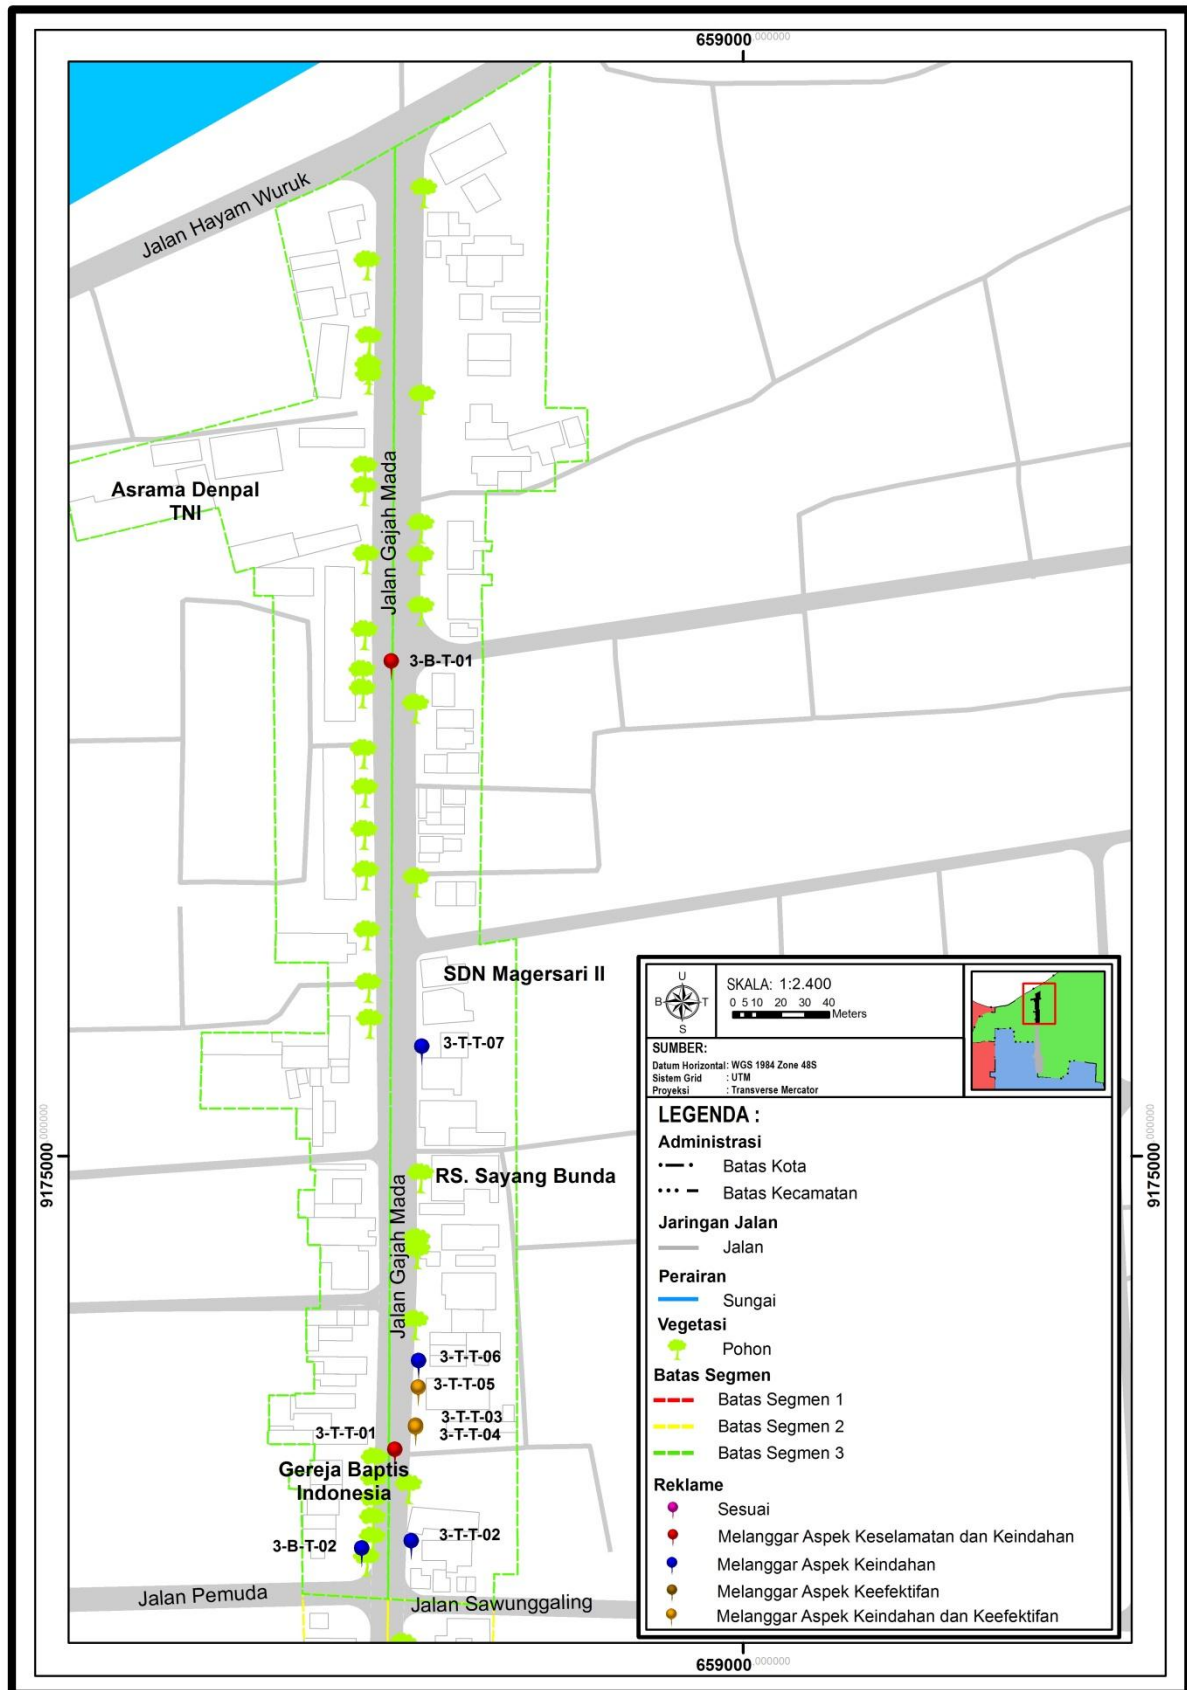 659000.000000
Jalan Hayam Wuruk
Asrama Denpal
TNI
Jalan Gajah Mada
3-B-T-01
SDN Magersari II
3-T-T-07
RS. Sayang Bunda
Jalan Gajah Mada
3-T-T-06
3-T-T-05
3-T-T-03
3-T-T-04
3-T-T-01
Gereja Baptis
Indonesia
3-T-T-02
3-B-T-02
Jalan Pemuda
Jalan Sawunggaling
9175000.000000
9175000.000000
659000.000000
U
B T
S
SKALA: 1:2.400
0 5 10 20 30 40
Meters
SUMBER:
Datum Horizontal: WGS 1984 Zone 48S
Sistem Grid : UTM
Proyeksi : Transverse Mercator
LEGENDA :
Administrasi
Batas Kota
Batas Kecamatan
Jaringan Jalan
Jalan
Perairan
Sungai
Vegetasi
Pohon
Batas Segmen
Batas Segmen 1
Batas Segmen 2
Batas Segmen 3
Reklame
Sesuai
Melanggar Aspek Keselamatan dan Keindahan
Melanggar Aspek Keindahan
Melanggar Aspek Keefektifan
Melanggar Aspek Keindahan dan Keefektifan